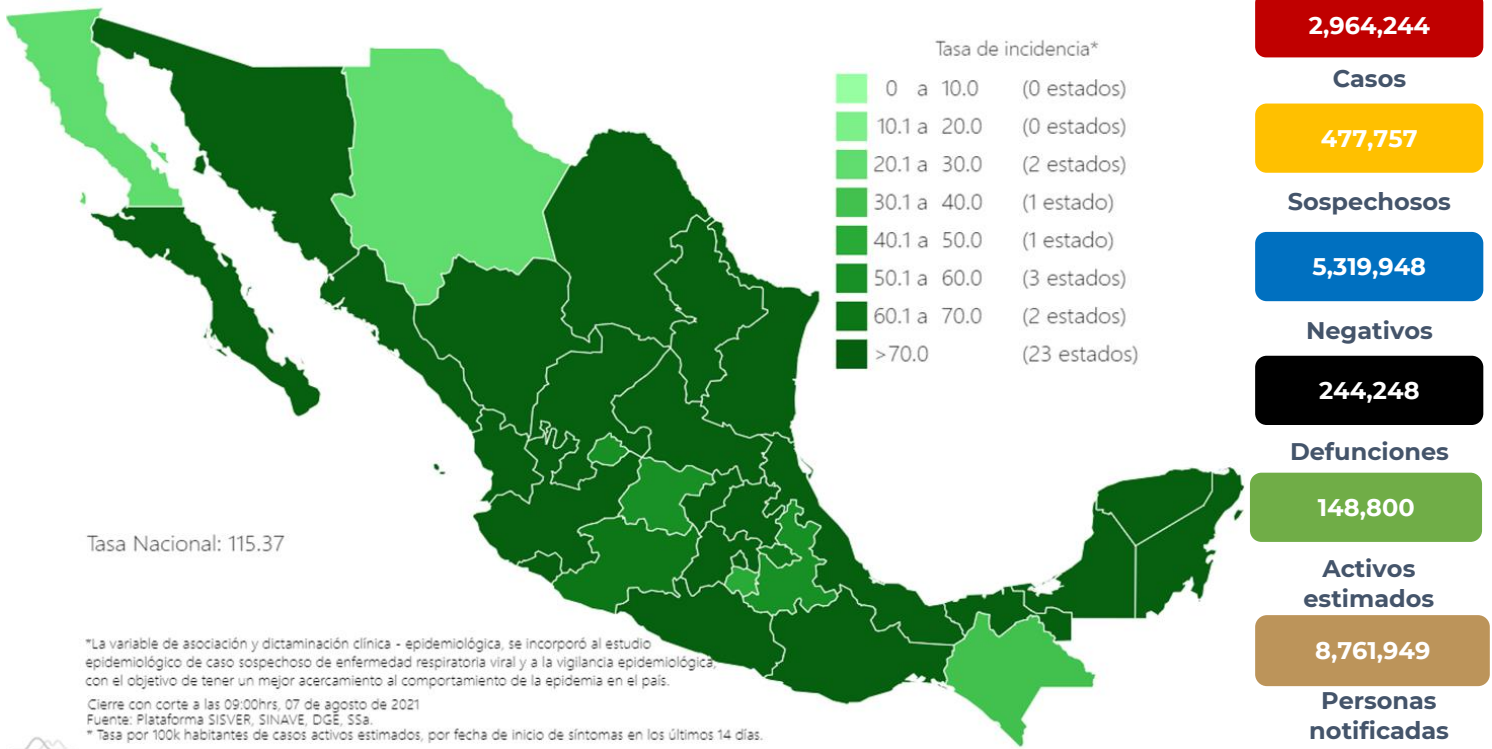 Tasa de incidencia*
0 a 10.0 (0 estados)
10.1 a 20.0 (0 estados)
20.1 a 30.0 (2 estados)
30.1 a 40.0 (1 estado)
40.1 a 50.0 (1 estado)
50.1 a 60.0 (3 estados)
60.1 a 70.0 (2 estados)
>70.0 (23 estados)
Tasa Nacional: 115.37
*La variable de asociación y dictaminación clínica - epidemiológica, se incorporó al estudio
epidemiológico de caso sospechoso de enfermedad respiratoria viral y a la vigilancia epidemiológica,
con el objetivo de tener un mejor acercamiento al comportamiento de la epidemia en el país.
Cierre con corte a las 09:00hrs, 07 de agosto de 2021
Fuente: Plataforma SISVER, SINAVE, DGE, SSa.
* Tasa por 100k habitantes de casos activos estimados, por fecha de inicio de síntomas en los últimos 14 días.
2,964,244
Casos
477,757
Sospechosos
5,319,948
Negativos
244,248
Defunciones
148,800
Activos
estimados
8,761,949
Personas
notificadas